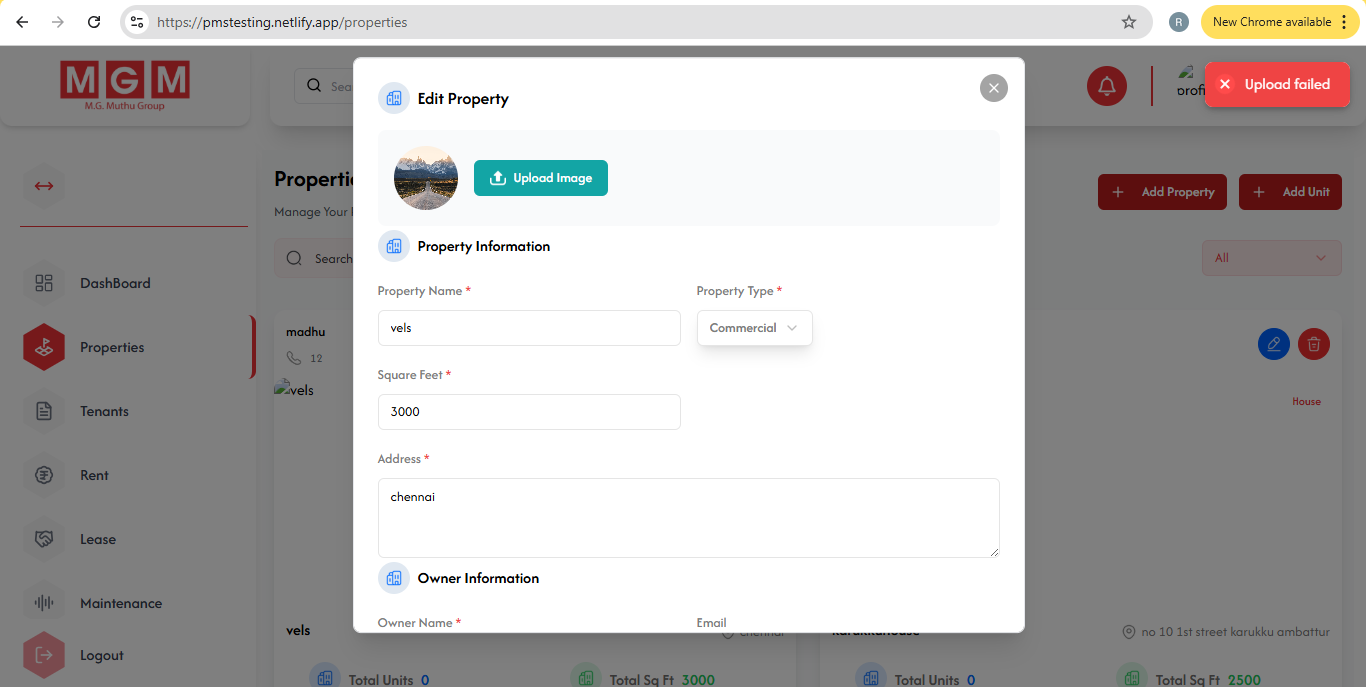 https://pmstesting.netlify.app/properties
R
New Chrome available
MGM
M.G. Muthu Group
Sea
profi
Upload failed
Edit Property
Upload Image
Properti
Manage Your
Add Property
Add Unit
Search
All
DashBoard
Properties
Tenants
Rent
Lease
Maintenance
Logout
madhu
12
vels
House
Property Information
Property Name *
Property Type *
vels
Commercial
Square Feet *
3000
Address *
chennai
Owner Information
Owner Name *
Email
vels
chennai
karukkuhouse
no 10 1st street karukku ambattur
Total Units 0
Total Sq Ft 3000
Total Units 0
Total Sq Ft 2500